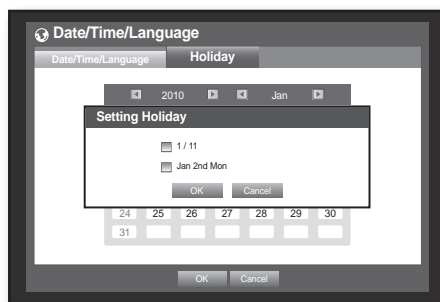 Date/Time/Language
Date/Time/Language Holiday
2010 Jan
Setting Holiday
1 / 11
Jan 2nd Mon
OK Cancel
24 25 26 27 28 29 30
31
OK Cancel